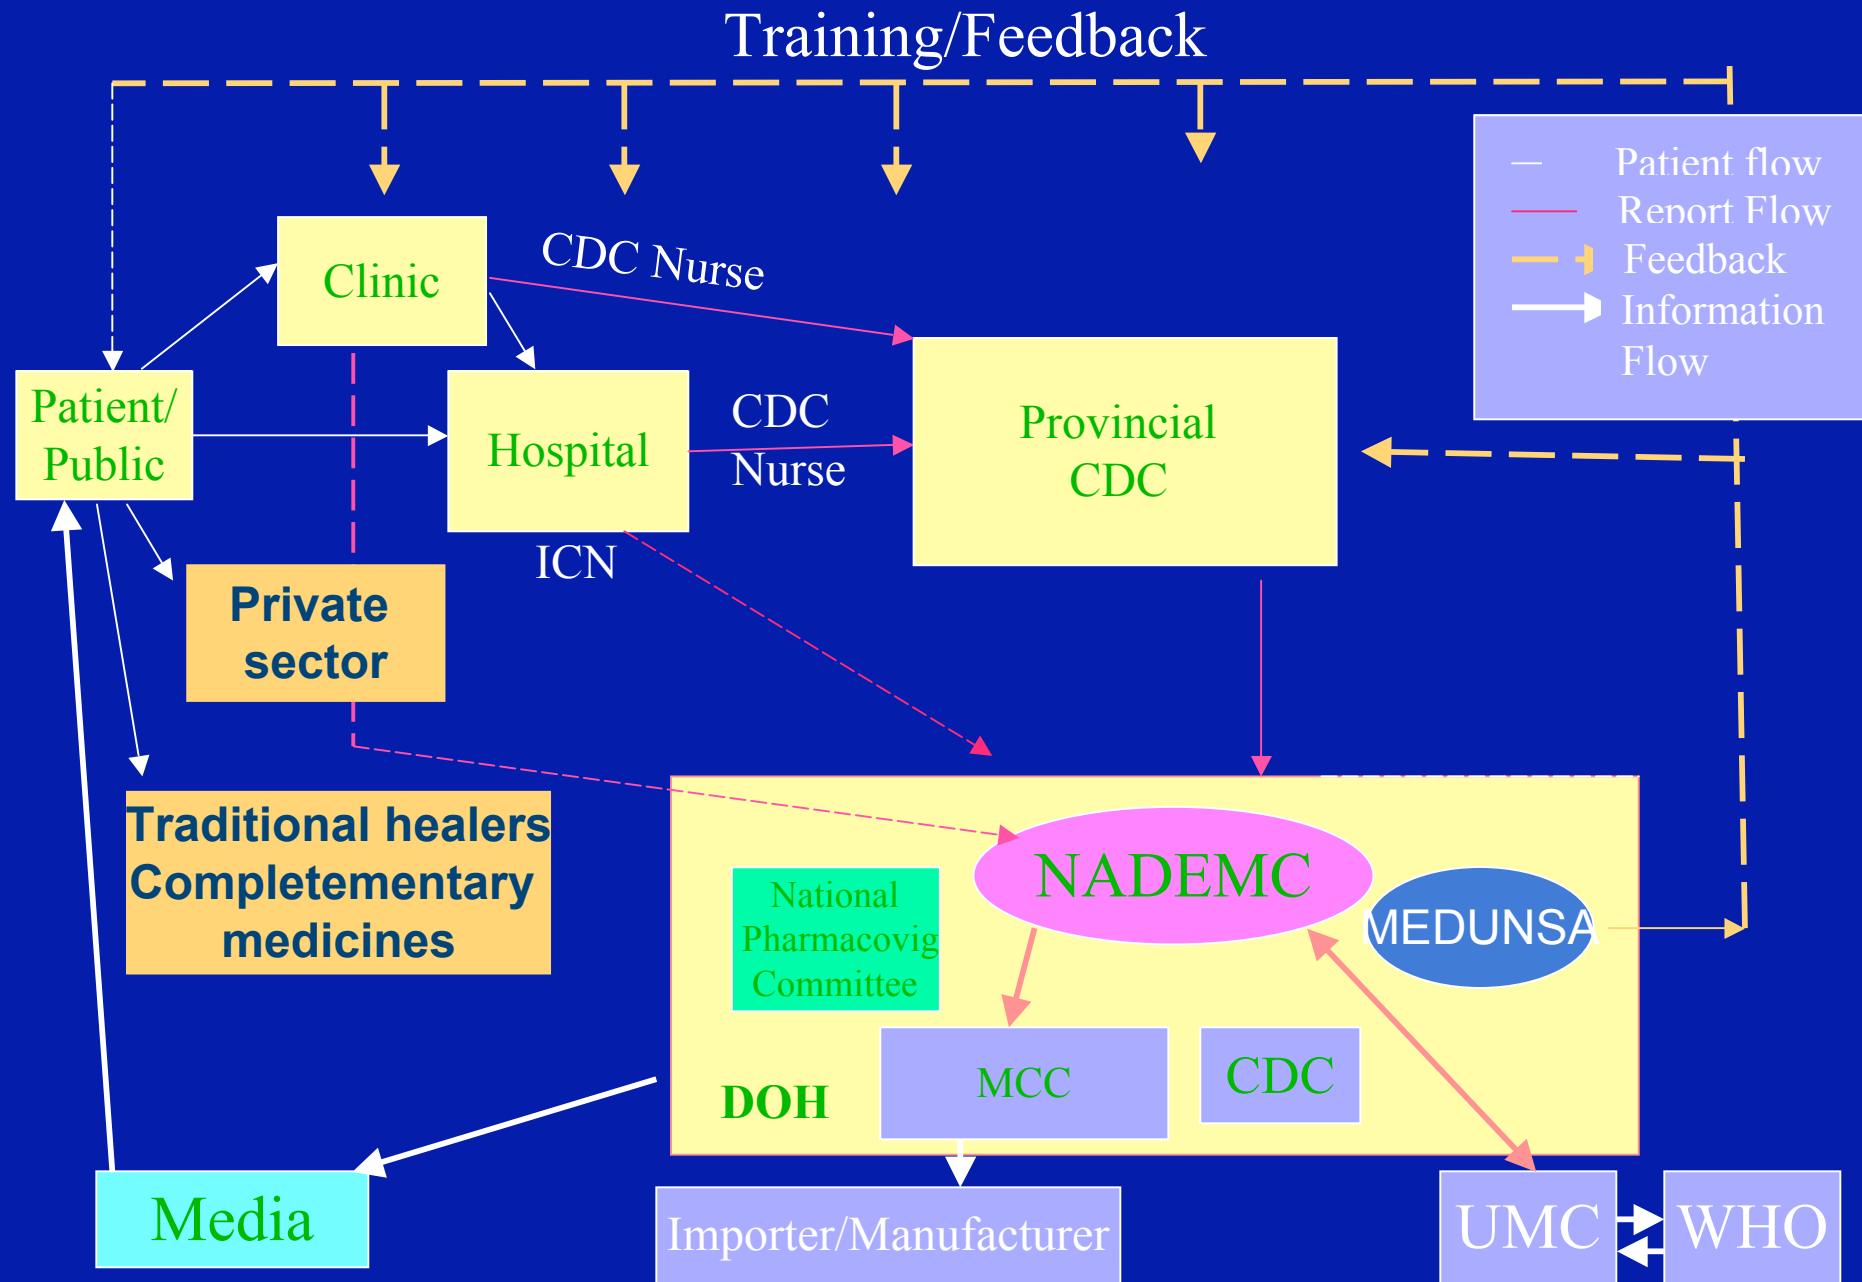 Training/Feedback
Patient flow
Report Flow
Feedback
Information
Flow
Clinic
CDC Nurse
Patient/
Public
Hospital
CDC
Nurse
Provincial
CDC
ICN
Private
sector
Traditional healers
Completementary
medicines
NADEMC
MEDUNSA
National
Pharmacovig
Committee
MCC
CDC
DOH
Media
Importer/Manufacturer
UMC
WHO